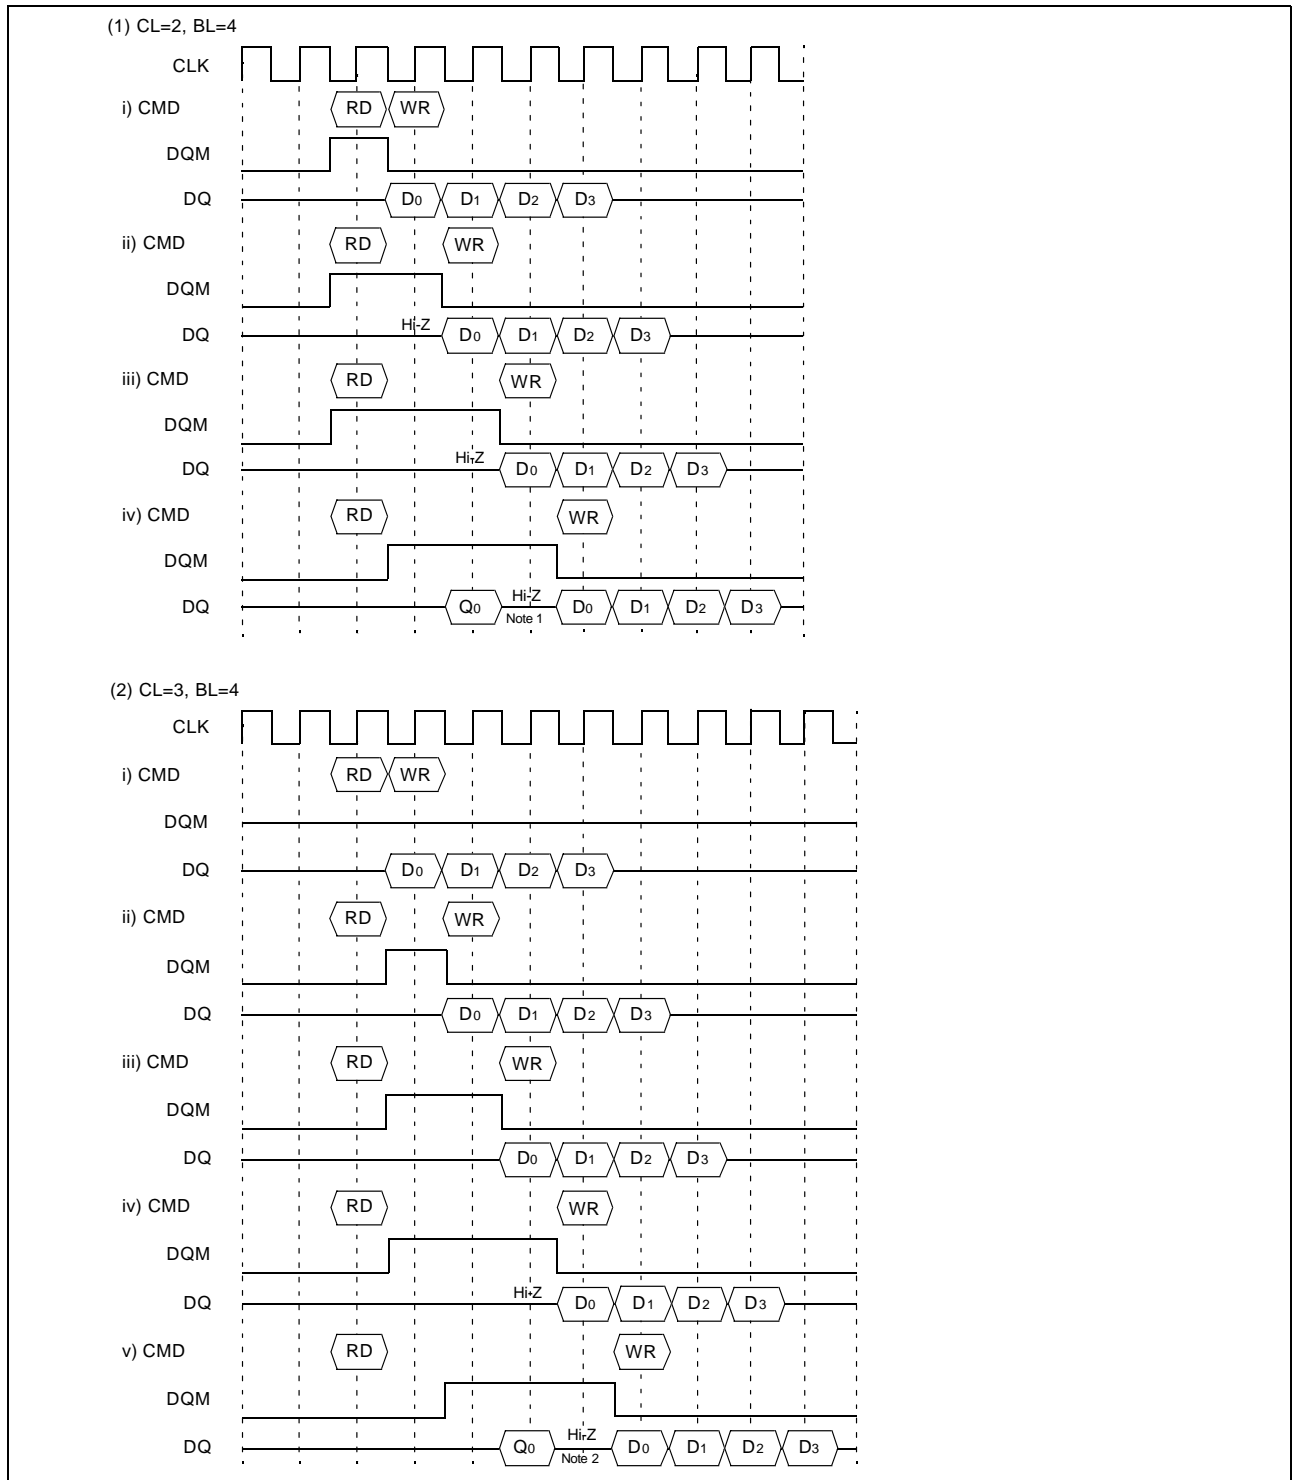 (1) CL=2, BL=4
CLK
i) CMD RD WR
DQM
DQ D0 D1 D2 D3
ii) CMD RD WR
DQM
DQ Hi-Z D0 D1 D2 D3
iii) CMD RD WR
DQM
DQ Hi-Z D0 D1 D2 D3
iv) CMD RD WR
DQM
DQ Q0 Hi-Z D0 D1 D2 D3
Note 1
(2) CL=3, BL=4
CLK
i) CMD RD WR
DQM
DQ D0 D1 D2 D3
ii) CMD RD WR
DQM
DQ D0 D1 D2 D3
iii) CMD RD WR
DQM
DQ D0 D1 D2 D3
iv) CMD RD WR
DQM
DQ Hi-Z D0 D1 D2 D3
v) CMD RD WR
DQM
DQ Q0 Hi-Z D0 D1 D2 D3
Note 2